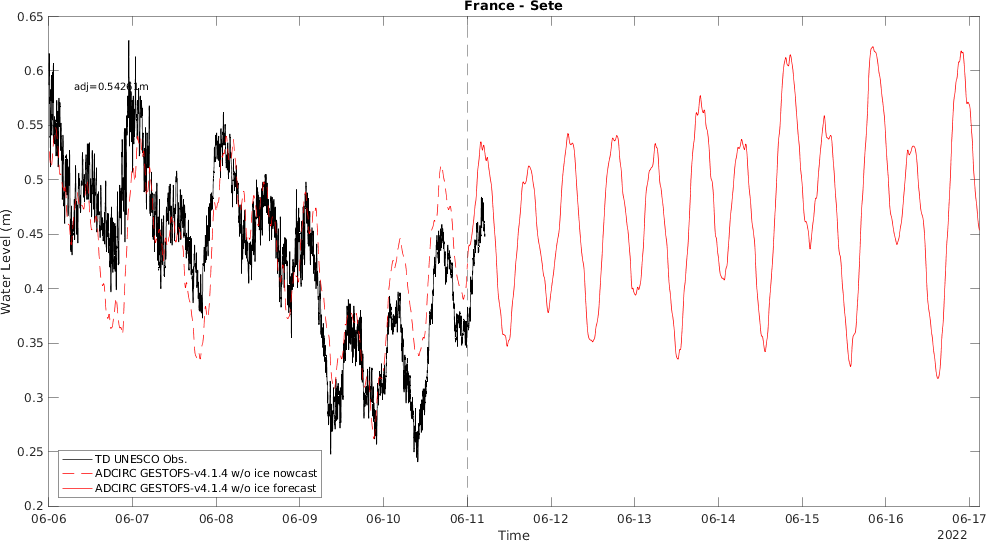 France - Sete
0.65
0.6
0.55
0.5
0.45
0.4
0.35
0.3
0.25
0.2
Water Level (m)
adj=0.54261m
TD UNESCO Obs.
ADCIRC GESTOFS-v4.1.4 w/o ice nowcast
ADCIRC GESTOFS-v4.1.4 w/o ice forecast
06-06 06-07 06-08 06-09 06-10 06-11 06-12 06-13 06-14 06-15 06-16 06-17
Time
2022